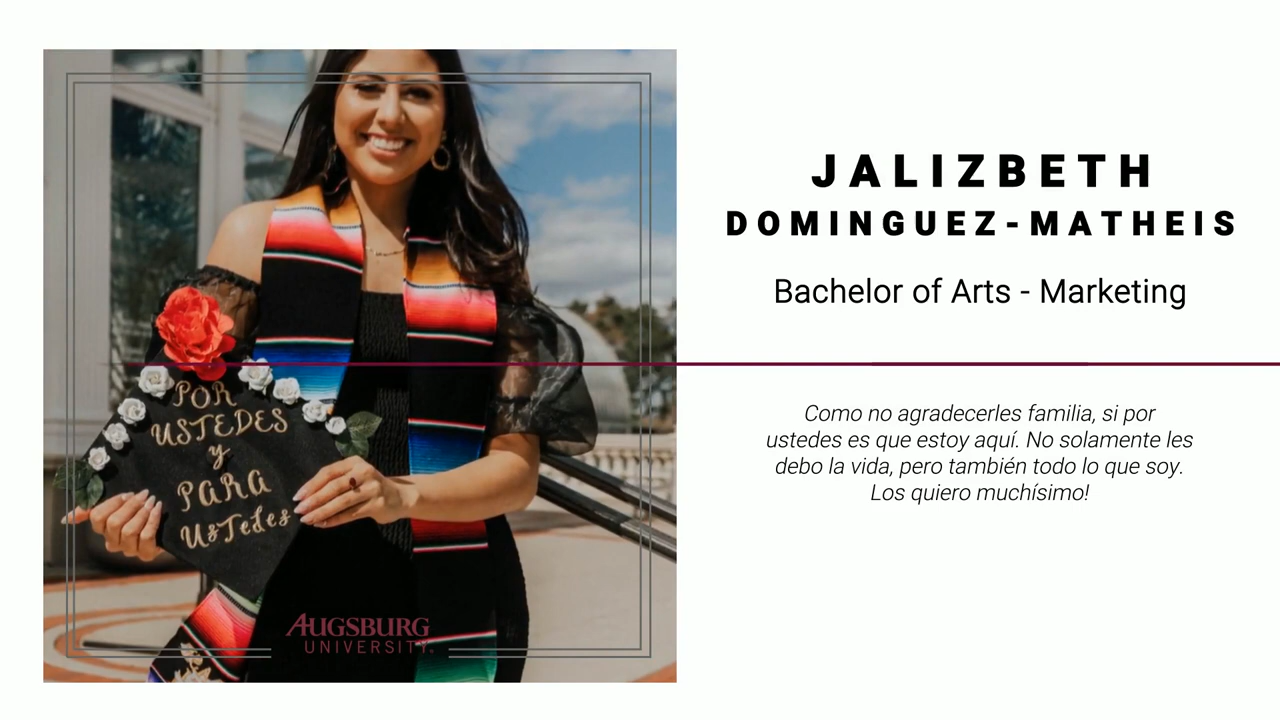 POR
USTEDES
y
PARA
UsTedes
AUGSBURG
UNIVERSITY®
JALIZBETH
DOMINGUEZ-MATHEIS
Bachelor of Arts - Marketing
Como no agradecerles familia, si por
ustedes es que estoy aquí. No solamente les
debo la vida, pero también todo lo que soy.
Los quiero muchísimo!